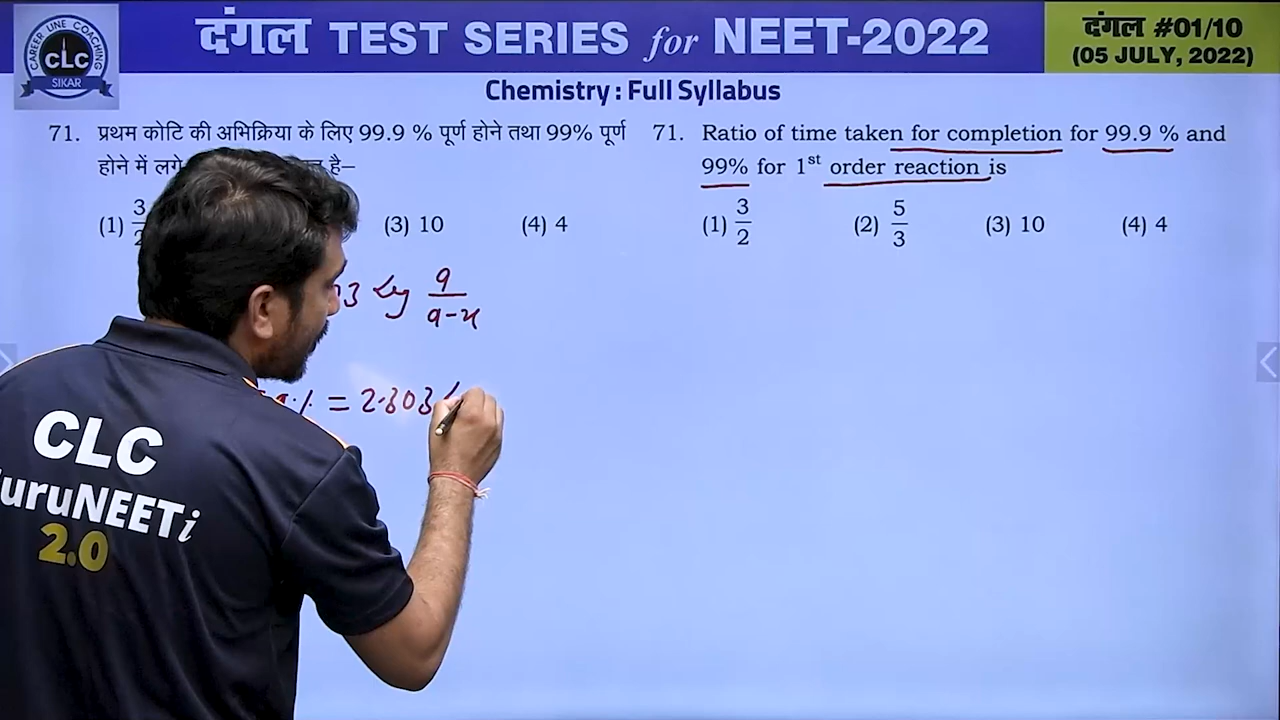 दंगल TEST SERIES for NEET-2022
दंगल #01/10
(05 JULY, 2022)
CAREER LINE COACHING
CLC
SIKAR
Chemistry : Full Syllabus
71. प्रथम कोटि की अभिक्रिया के लिए 99.9 % पूर्ण होने तथा 99% पूर्ण
होने में लगे है–
(1) 3/2 (3) 10 (4) 4
71. Ratio of time taken for completion for 99.9 % and
99% for 1st order reaction is
(1) 3/2 (2) 5/3 (3) 10 (4) 4
log a/a-x
= 2.303
CLC
uruNEETi
2.0